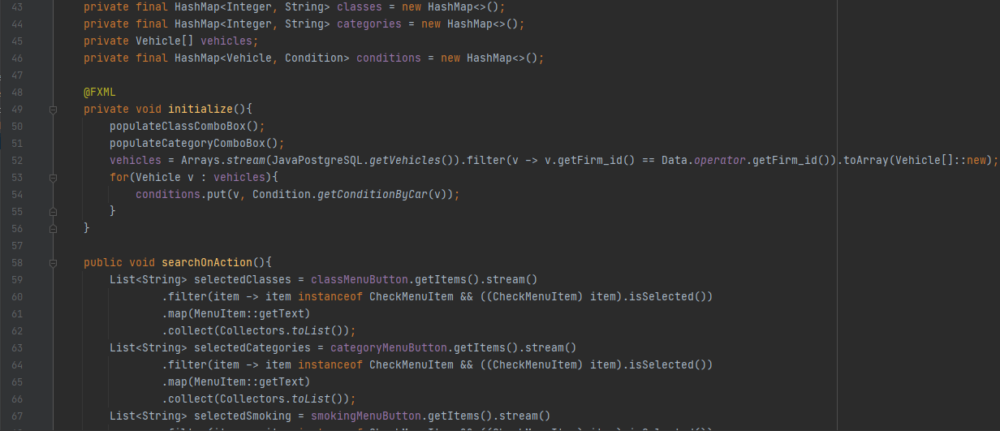 43 private final HashMap<Integer, String> classes = new HashMap<>();
44 private final HashMap<Integer, String> categories = new HashMap<>();
45 private Vehicle[] vehicles;
46 private final HashMap<Vehicle, Condition> conditions = new HashMap<>();
47
48 @FXML
49 private void initialize(){
50 populateClassComboBox();
51 populateCategoryComboBox();
52 vehicles = Arrays.stream(JavaPostgreSQL.getVehicles()).filter(v -> v.getFirm_id() == Data.operator.getFirm_id()).toArray(Vehicle[]::new);
53 for(Vehicle v : vehicles){
54 conditions.put(v, Condition.getConditionByCar(v));
55 }
56 }
57
58 public void searchOnAction(){
59 List<String> selectedClasses = classMenuButton.getItems().stream()
60 .filter(item -> item instanceof CheckMenuItem && ((CheckMenuItem) item).isSelected())
61 .map(MenuItem::getText)
62 .collect(Collectors.toList());
63 List<String> selectedCategories = categoryMenuButton.getItems().stream()
64 .filter(item -> item instanceof CheckMenuItem && ((CheckMenuItem) item).isSelected())
65 .map(MenuItem::getText)
66 .collect(Collectors.toList());
67 List<String> selectedSmoking = smokingMenuButton.getItems().stream()